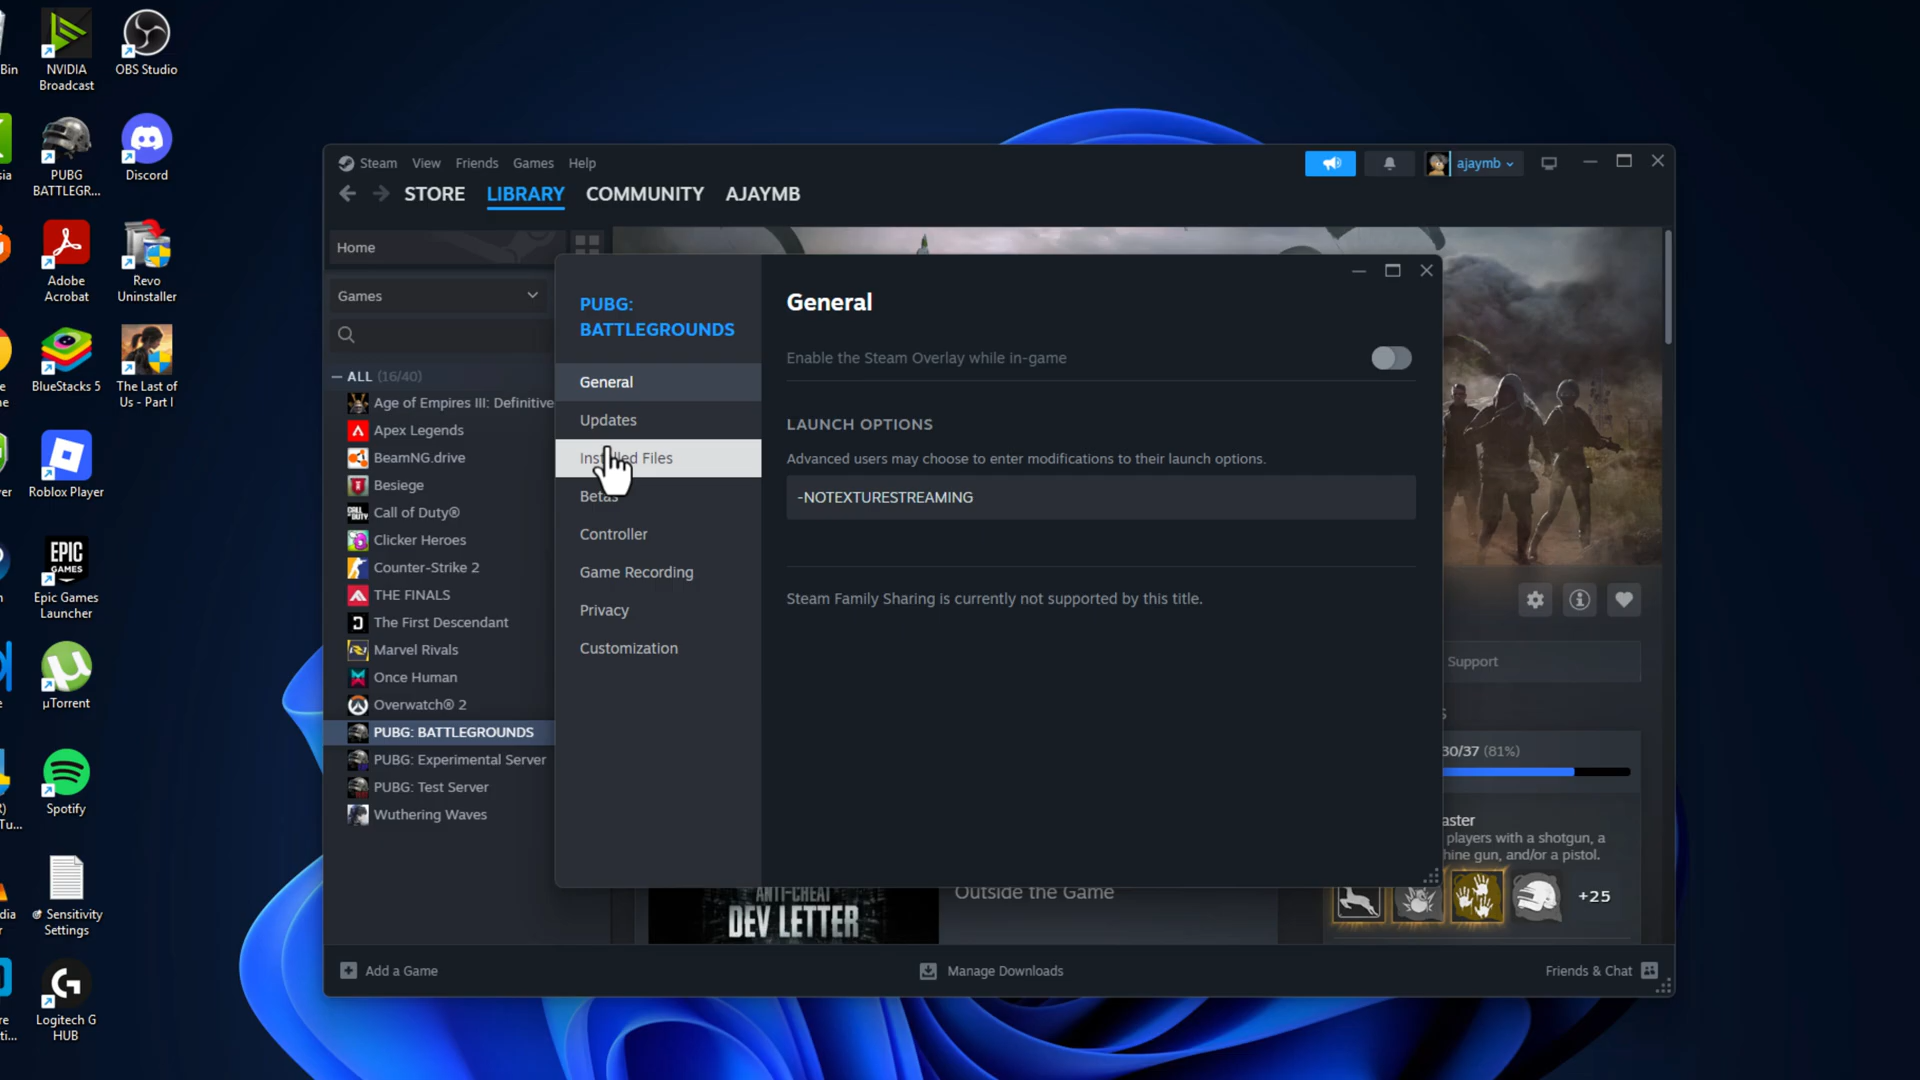 Bin
NVIDIA
Broadcast
OBS Studio
PUBG
BATTLEGR...
Discord
Adobe
Acrobat
Revo
Uninstaller
BlueStacks 5
The Last of
Us - Part I
Roblox Player
EPIC
GAMES
Epic Games
Launcher
µTorrent
Spotify
Sensitivity
Settings
Logitech G
HUB
Steam View Friends Games Help
ajaymb
STORE LIBRARY COMMUNITY AJAYMB
Home
Games
ALL (16/40)
Age of Empires III: Definitive
Apex Legends
BeamNG.drive
Besiege
Call of Duty®
Clicker Heroes
Counter-Strike 2
THE FINALS
The First Descendant
Marvel Rivals
Once Human
Overwatch® 2
PUBG: BATTLEGROUNDS
PUBG: Experimental Server
PUBG: Test Server
Wuthering Waves
PUBG:
BATTLEGROUNDS
General
Updates
Installed Files
Betas
Controller
Game Recording
Privacy
Customization
General
Enable the Steam Overlay while in-game
LAUNCH OPTIONS
Advanced users may choose to enter modifications to their launch options.
-NOTEXTURESTREAMING
Steam Family Sharing is currently not supported by this title.
Support
30/37 (81%)
aster
players with a shotgun, a
hine gun, and/or a pistol.
+25
ANTI-CHEAT
DEV LETTER
Outside the Game
Add a Game
Manage Downloads
Friends & Chat